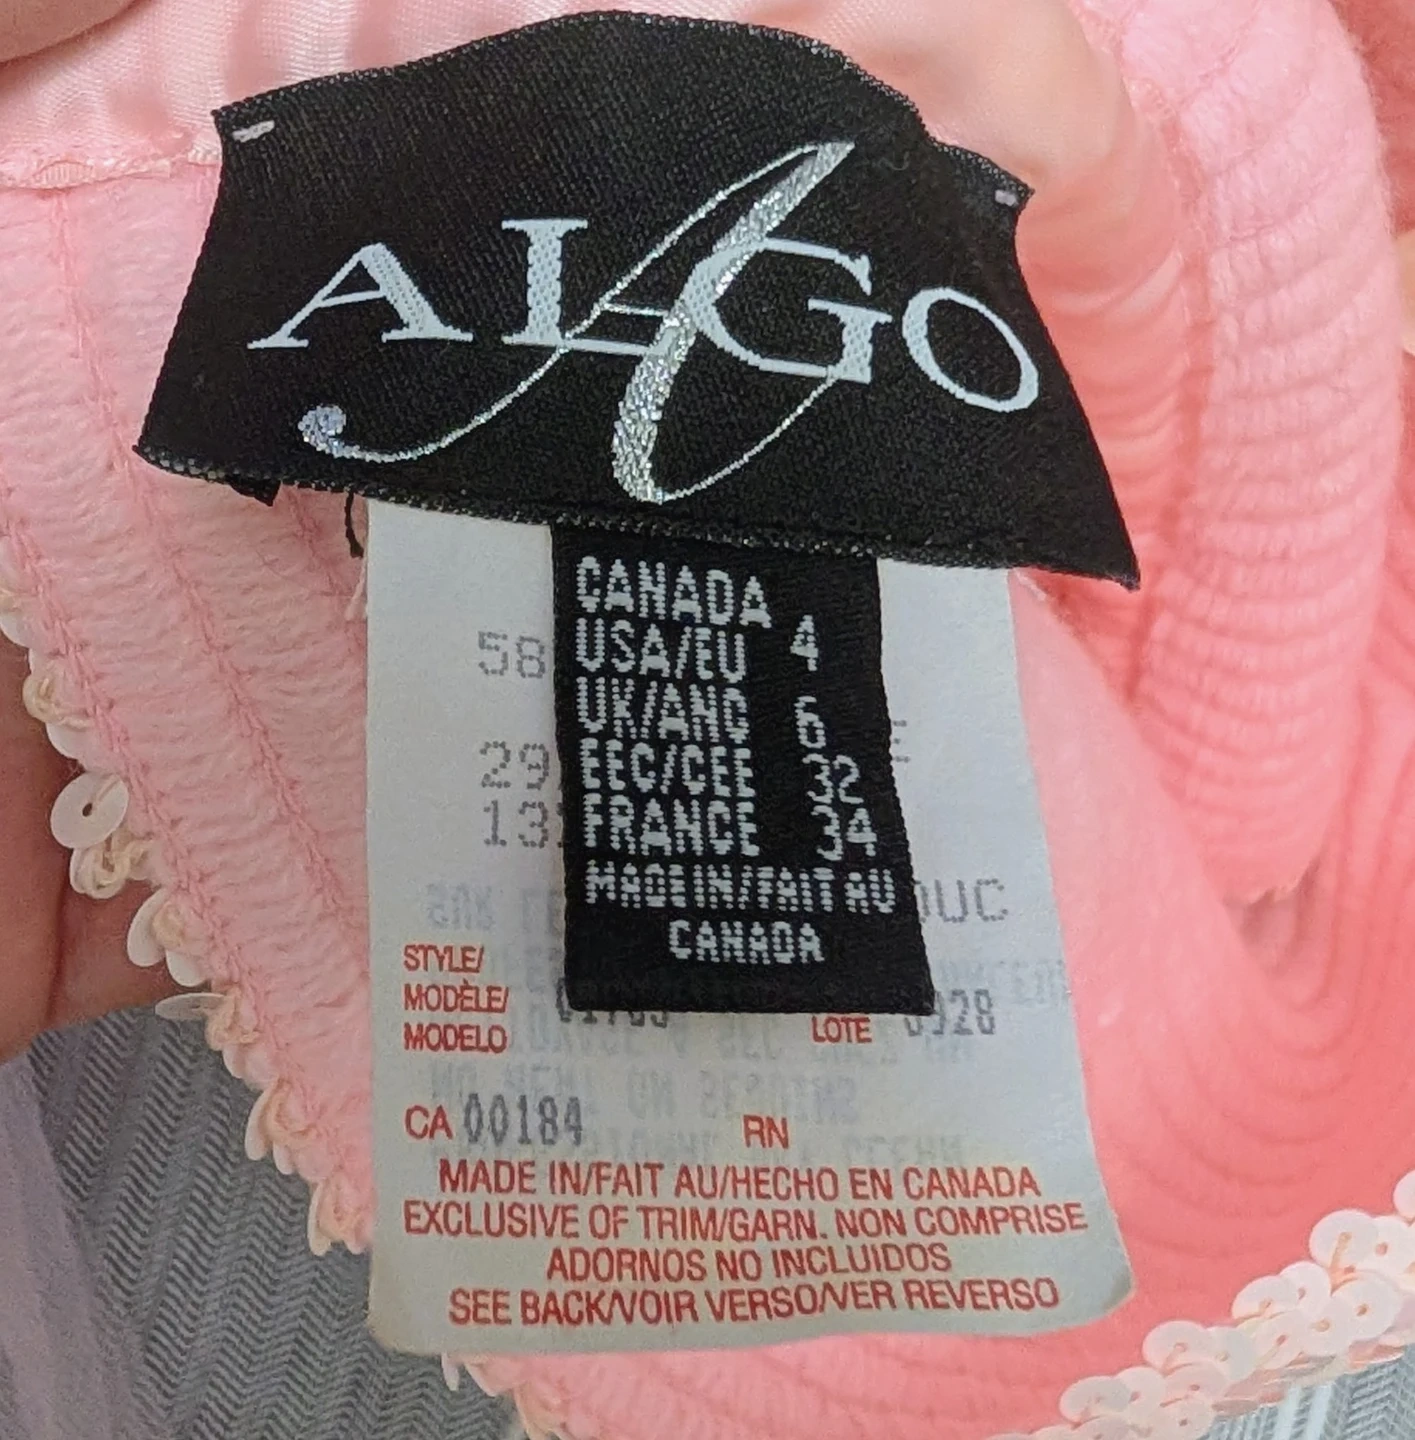 ALGO
A
CANADA
USA/EU 4
UK/ANG 6
EEC/CEE 32
FRANCE 34
MADE IN/FAIT AU
CANADA
58
29
STYLE/
MODÈLE/
MODELO
LOTE
CA 00184 RN
MADE IN/FAIT AU/HECHO EN CANADA
EXCLUSIVE OF TRIM/GARN. NON COMPRISE
ADORNOS NO INCLUIDOS
SEE BACK/VOIR VERSO/VER REVERSO